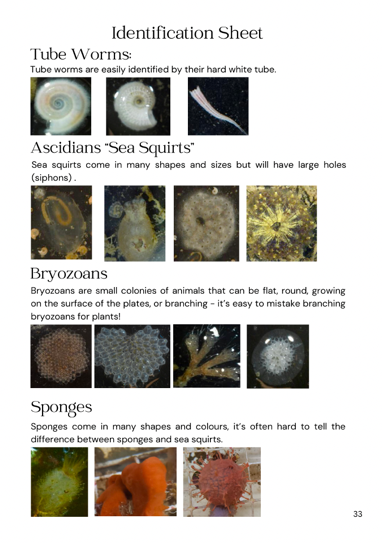 Identification Sheet
Tube Worms:
Tube worms are easily identified by their hard white tube.
Ascidians "Sea Squirts"
Sea squirts come in many shapes and sizes but will have large holes
(siphons) .
Bryozoans
Bryozoans are small colonies of animals that can be flat, round, growing
on the surface of the plates, or branching - it's easy to mistake branching
bryozoans for plants!
Sponges
Sponges come in many shapes and colours, it's often hard to tell the
difference between sponges and sea squirts.
33